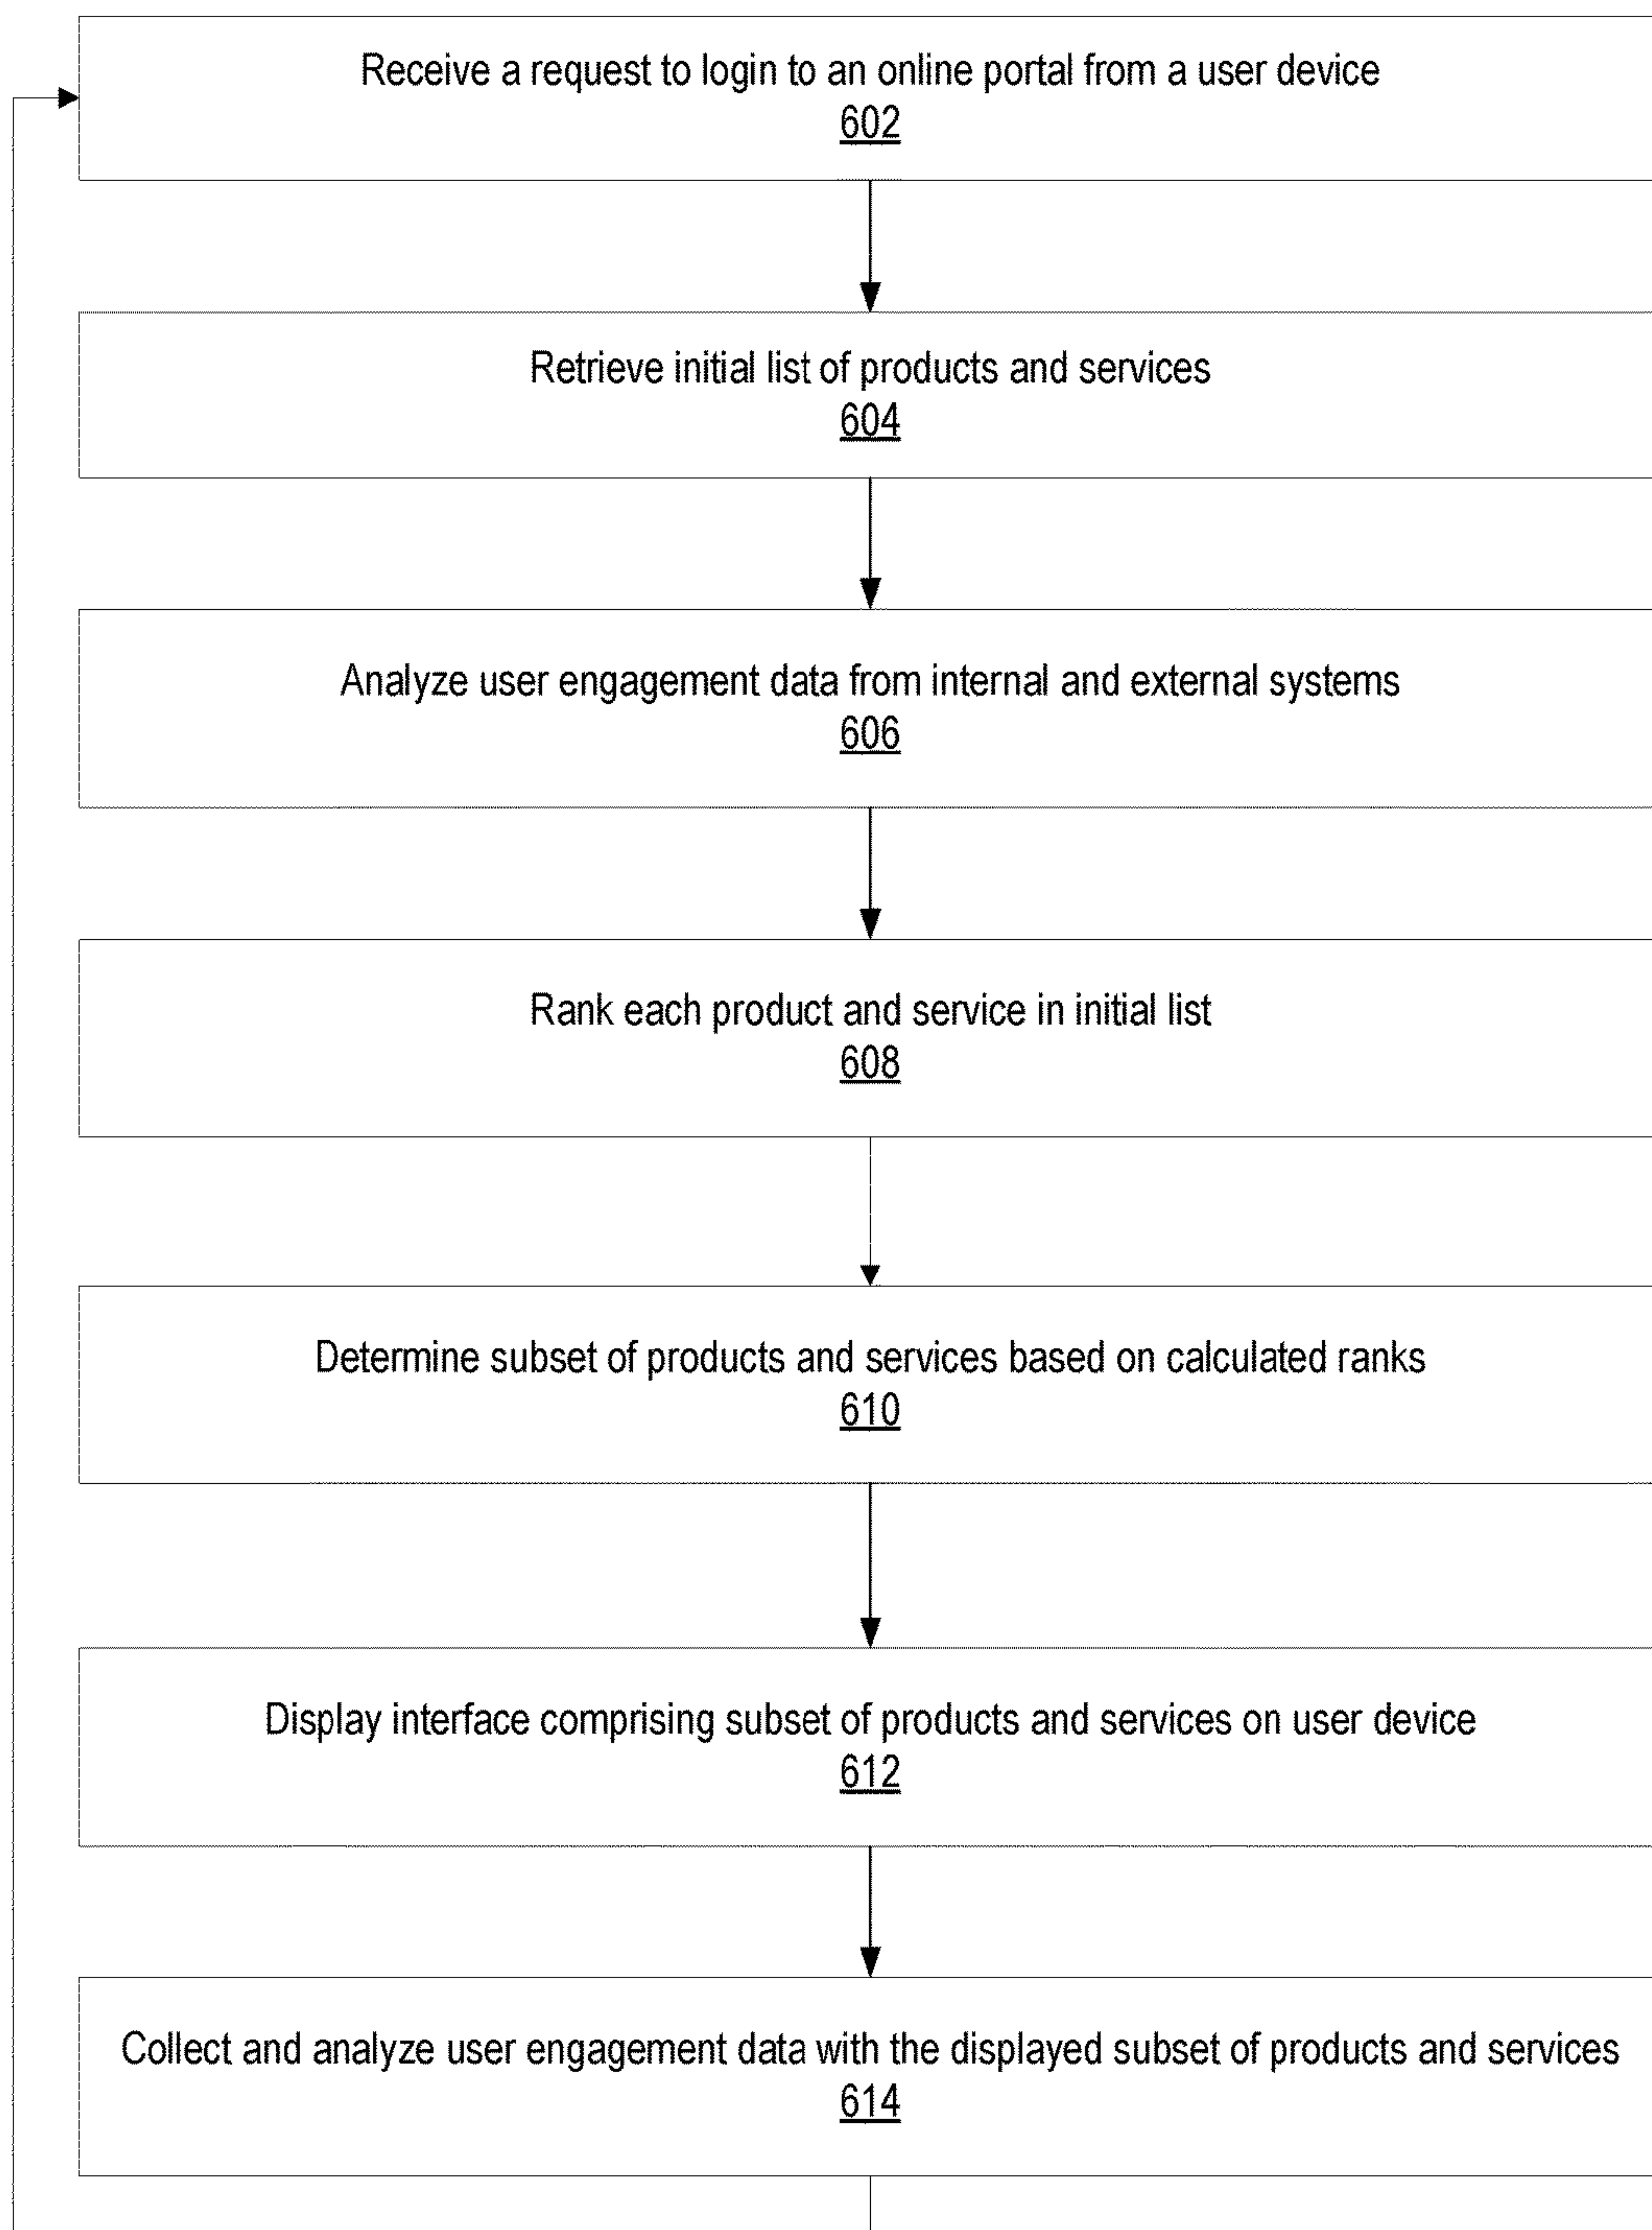 Receive a request to login to an online portal from a user device
602
Retrieve initial list of products and services
604
Analyze user engagement data from internal and external systems
606
Rank each product and service in initial list
608
Determine subset of products and services based on calculated ranks
610
Display interface comprising subset of products and services on user device
612
Collect and analyze user engagement data with the displayed subset of products and services
614